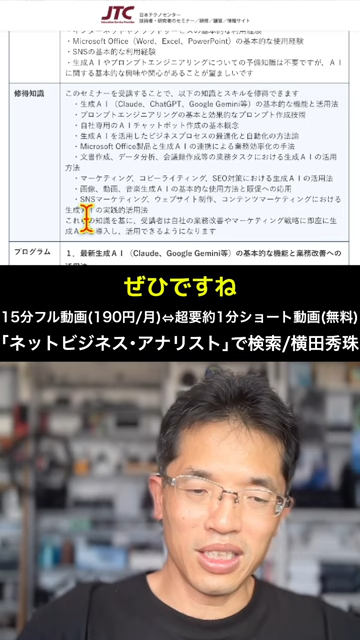 JTC 日本テクノセンター
技術者・研究者のセミナー/研修/講習/情報サイト
・Microsoft Office（Word、Excel、PowerPoint）の基本的な使用経験
・SNSの基本的な利用経験
・生成ＡＩやプロンプトエンジニアリングについての予備知識は不要ですが、ＡＩに関する基本的な興味や関心があることが望ましいです
修得知識
このセミナーを受講することで、以下の知識とスキルを修得できます
・生成ＡＩ（Claude、ChatGPT、Google Gemini等）の基本的な機能と活用法
・プロンプトエンジニアリングの基本と効果的なプロンプト作成技術
・自社専用のＡＩチャットボット作成の基本概念
・生成ＡＩを活用したビジネスプロセスの最適化と自動化の方法論
・Microsoft Office製品と生成ＡＩの連携による業務効率化の手法
・文書作成、データ分析、会議録作成等の業務タスクにおける生成ＡＩの活用
方法
・マーケティング、コピーライティング、SEO対策における生成ＡＩの活用法
・画像、動画、音楽生成ＡＩの基本的な使用方法と販促への応用
・SNSマーケティング、ウェブサイト制作、コンテンツマーケティングにおける
生成ＡＩの実践的活用法
これらの知識を基に、受講者は自社の業務改善やマーケティング戦略に即座に生
成ＡＩを導入し、活用できるようになります
プログラム
１．最新生成ＡＩ（Claude、Google Gemini等）の基本的な機能と業務改善への
ぜひですね
15分フル動画(190円/月)⇔超要約1分ショート動画(無料)
｢ネットビジネス･アナリスト｣で検索/横田秀珠